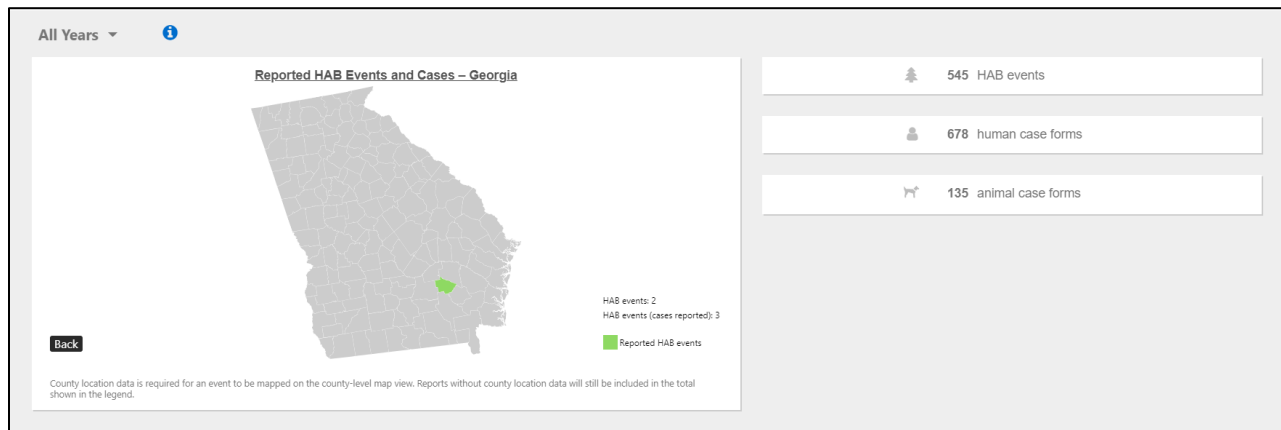 All Years
Reported HAB Events and Cases – Georgia
HAB events: 2
HAB events (cases reported): 3
Reported HAB events
Back
County location data is required for an event to be mapped on the county-level map view. Reports without county location data will still be included in the total
shown in the legend.
545 HAB events
678 human case forms
135 animal case forms